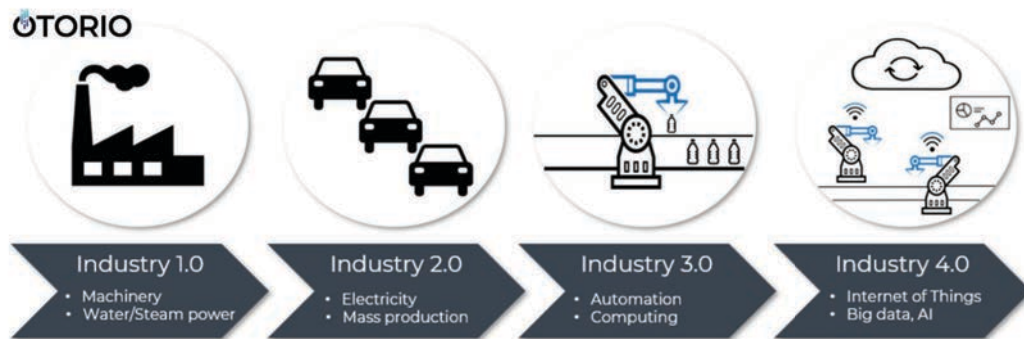 OTORIO
Industry 1.0
• Machinery
• Water/Steam power
Industry 2.0
• Electricity
• Mass production
Industry 3.0
• Automation
• Computing
Industry 4.0
• Internet of Things
• Big data, AI